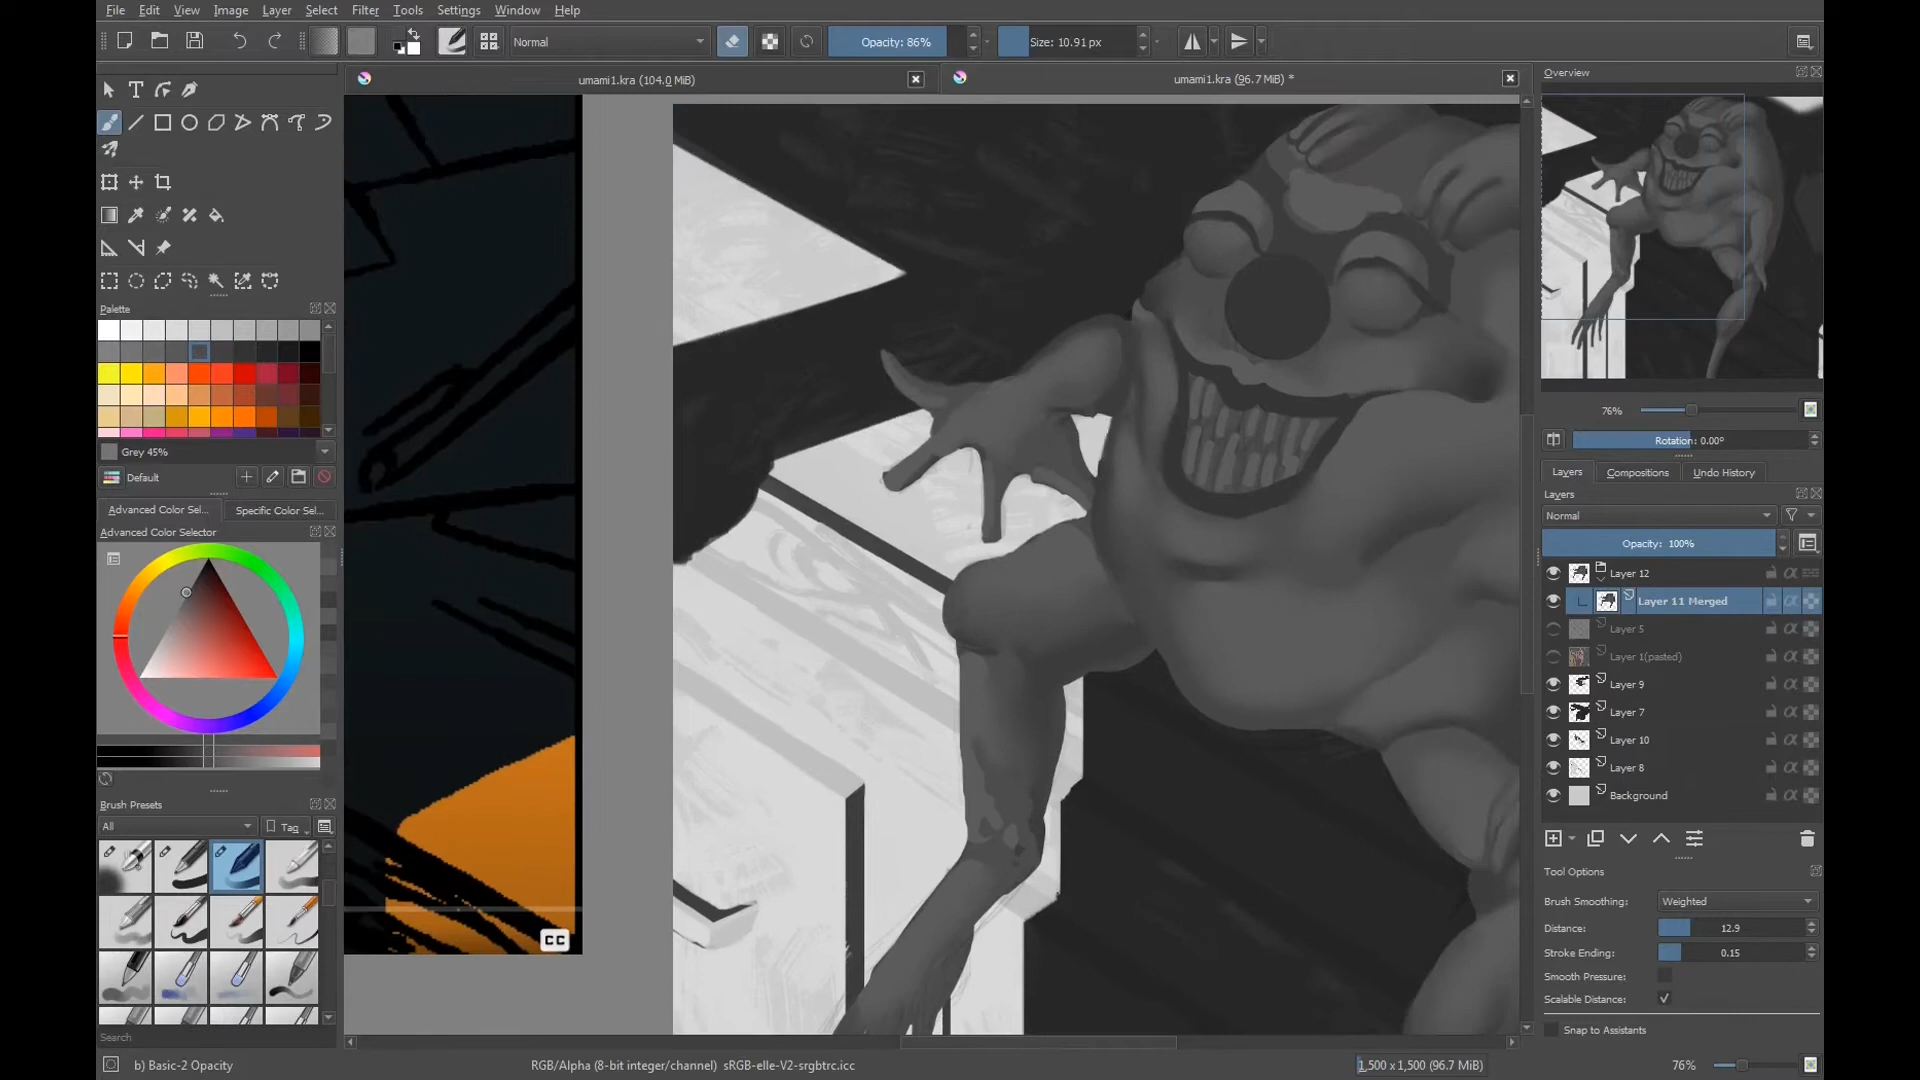 File Edit View Image Layer Select Filter Tools Settings Window Help
Normal
Opacity: 86%
Size: 10.91 px
umami1.kra (104.0 MiB)
umami1.kra (96.7 MiB) *
Overview
76%
Rotation: 0.00°
Layers Compositions Undo History
Layers
Normal
Opacity: 100%
Layer 12
Layer 11 Merged
Layer 5
Layer 1(pasted)
Layer 9
Layer 7
Layer 10
Layer 8
Background
Tool Options
Brush Smoothing: Weighted
Distance: 12.9
Stroke Ending: 0.15
Smooth Pressure:
Scalable Distance:
Snap to Assistants
Palette
Grey 45%
Default
Advanced Color Sel... Specific Color Sel...
Advanced Color Selector
Brush Presets
All
Tag
Search
CC
b) Basic-2 Opacity
RGB/Alpha (8-bit integer/channel) sRGB-elle-V2-srgbtrc.icc
1,500 x 1,500 (96.7 MiB)
76%